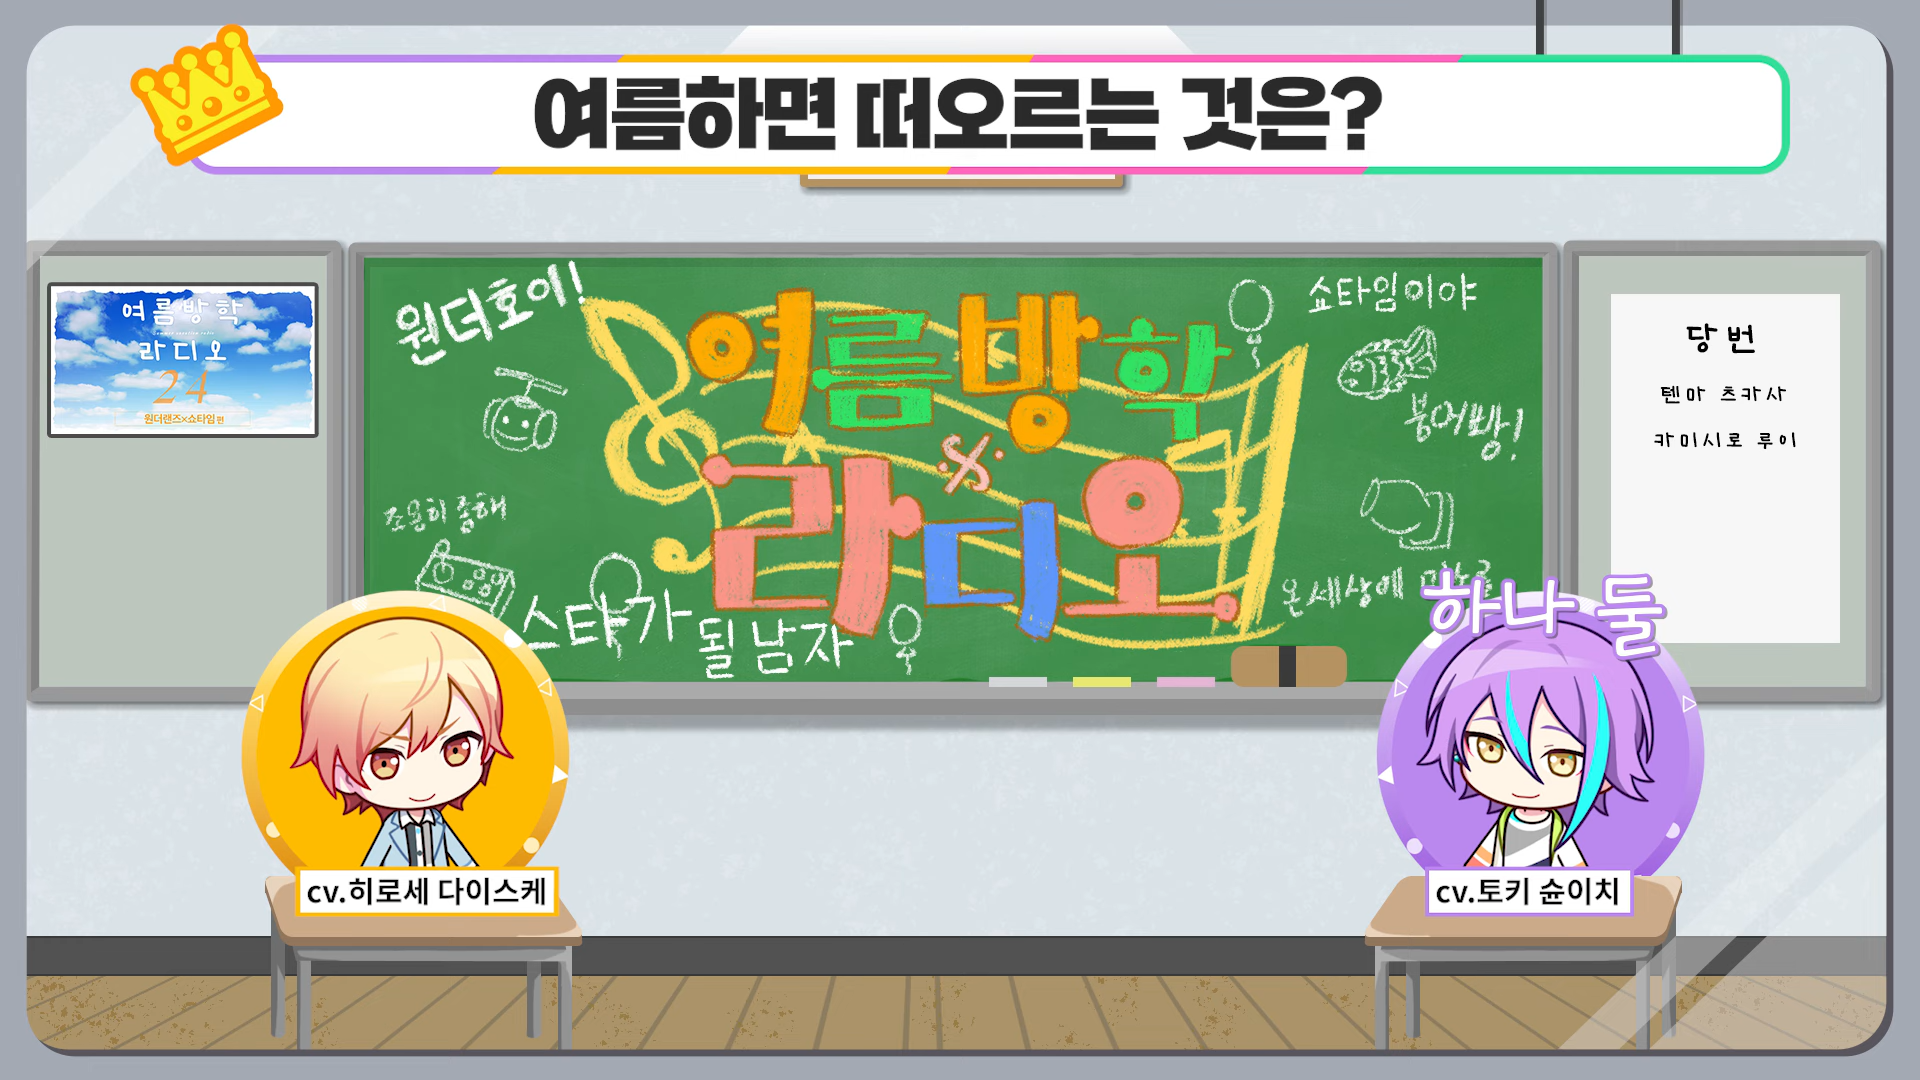 여름하면 떠오르는 것은?
여름방학
라디오
24
원더랜즈×쇼타임 편
원더호이!
쇼타임이야
붕어빵!
조용히 좀해
여름방학
라디오
스타가
될 남자
온 세상에
하나 둘
당번
텐마 츠카사
카미시로 루이
cv.히로세 다이스케
cv.토키 슌이치